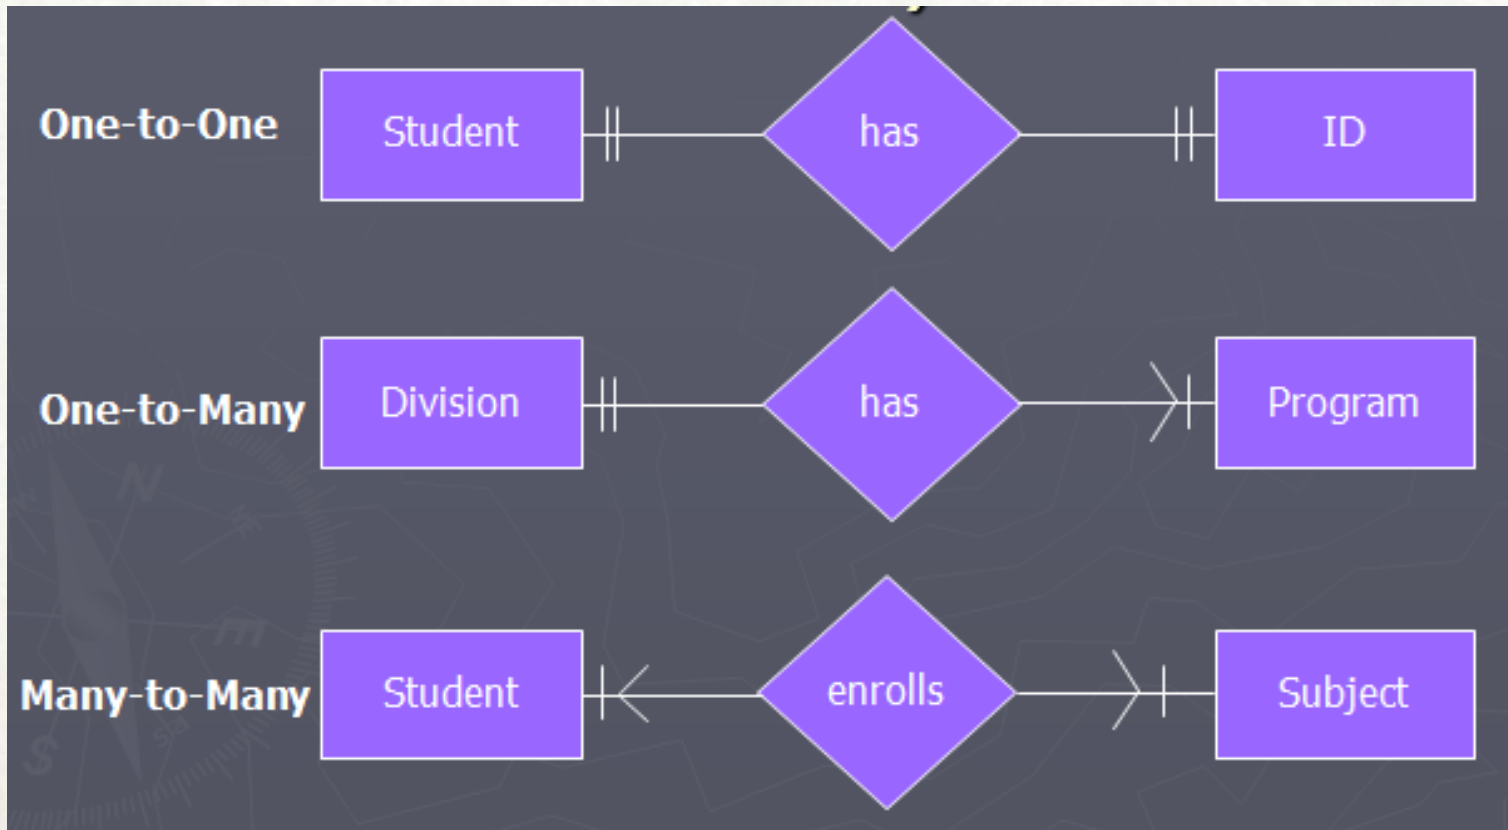 One-to-One
Student
has
ID
One-to-Many
Division
has
Program
Many-to-Many
Student
enrolls
Subject
N
E
S